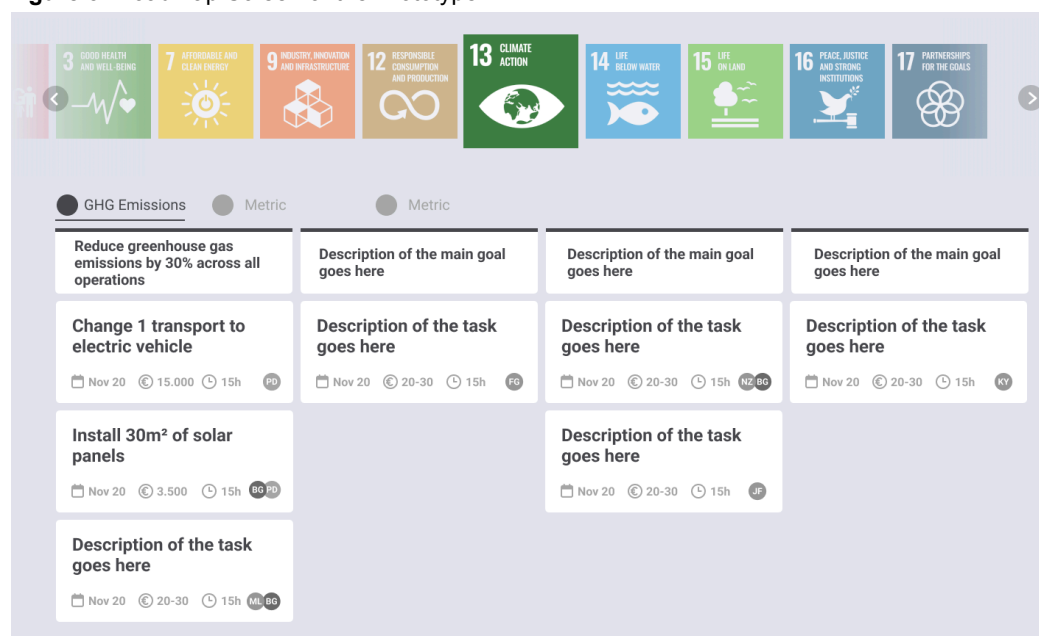 3 GOOD HEALTH
AND WELL-BEING
7 AFFORDABLE AND
CLEAN ENERGY
9 INDUSTRY, INNOVATION
AND INFRASTRUCTURE
12 RESPONSIBLE
CONSUMPTION
AND PRODUCTION
13 CLIMATE
ACTION
14 LIFE
BELOW WATER
15 LIFE
ON LAND
16 PEACE, JUSTICE
AND STRONG
INSTITUTIONS
17 PARTNERSHIPS
FOR THE GOALS
GHG Emissions Metric Metric
Reduce greenhouse gas
emissions by 30% across all
operations
Description of the main goal
goes here
Description of the main goal
goes here
Description of the main goal
goes here
Change 1 transport to
electric vehicle
Nov 20 € 15.000 15h PD
Description of the task
goes here
Nov 20 € 20-30 15h FG
Description of the task
goes here
Nov 20 € 20-30 15h NZ BG
Description of the task
goes here
Nov 20 € 20-30 15h KY
Install 30m² of solar
panels
Nov 20 € 3.500 15h BG PD
Description of the task
goes here
Nov 20 € 20-30 15h JF
Description of the task
goes here
Nov 20 € 20-30 15h ML BG